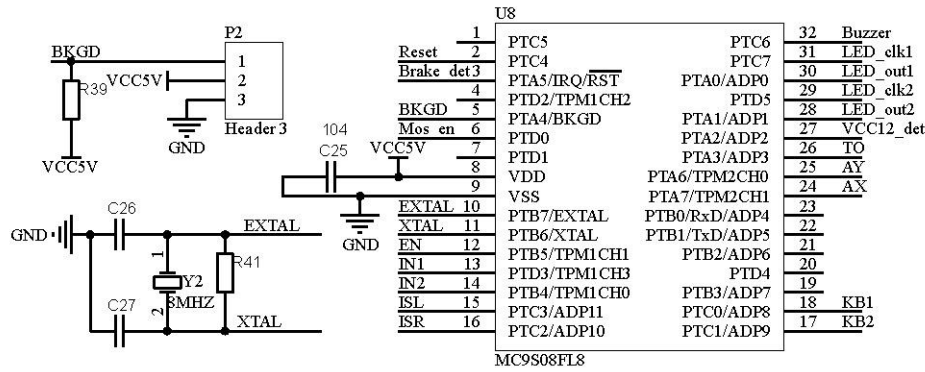 P2
BKGD
1
VCC5V
2
3
R39
GND
Header 3
VCC5V
C26
GND
EXTAL
1
Y2
8MHZ
2
R41
C27
XTAL
104
C25
VCC5V
GND
U8
1 PTC5 PTC6 32 Buzzer
Reset 2 PTC4 PTC7 31 LED_clk1
Brake_det 3 PTA5/IRQ/RST PTA0/ADP0 30 LED_out1
4 PTD2/TPM1CH2 PTD5 29 LED_clk2
BKGD 5 PTA4/BKGD PTA1/ADP1 28 LED_out2
Mos_en 6 PTD0 PTA2/ADP2 27 VCC12_det
7 PTD1 PTA3/ADP3 26 TO
8 VDD PTA6/TPM2CH0 25 AY
9 VSS PTA7/TPM2CH1 24 AX
EXTAL 10 PTB7/EXTAL PTB0/RxD/ADP4 23
XTAL 11 PTB6/XTAL PTB1/TxD/ADP5 22
EN 12 PTB5/TPM1CH1 PTB2/ADP6 21
IN1 13 PTD3/TPM1CH3 PTD4 20
IN2 14 PTB4/TPM1CH0 PTB3/ADP7 19
ISL 15 PTC3/ADP11 PTC0/ADP8 18 KB1
ISR 16 PTC2/ADP10 PTC1/ADP9 17 KB2
MC9S08FL8